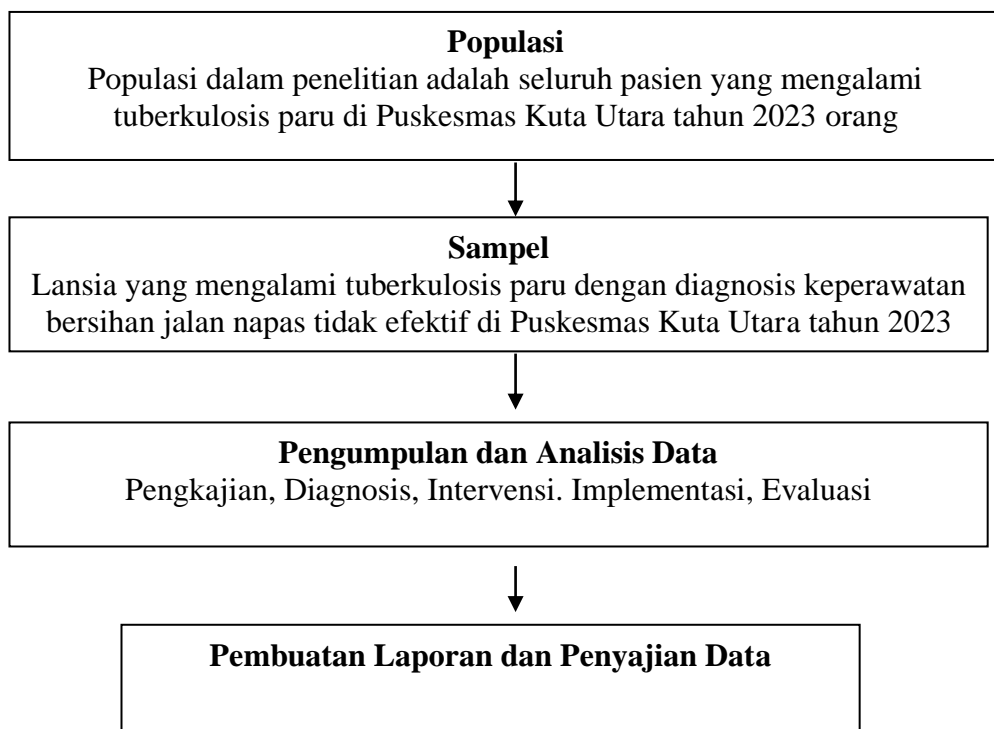 Populasi
Populasi dalam penelitian adalah seluruh pasien yang mengalami
tuberkulosis paru di Puskesmas Kuta Utara tahun 2023 orang
Sampel
Lansia yang mengalami tuberkulosis paru dengan diagnosis keperawatan
bersihan jalan napas tidak efektif di Puskesmas Kuta Utara tahun 2023
Pengumpulan dan Analisis Data
Pengkajian, Diagnosis, Intervensi. Implementasi, Evaluasi
Pembuatan Laporan dan Penyajian Data